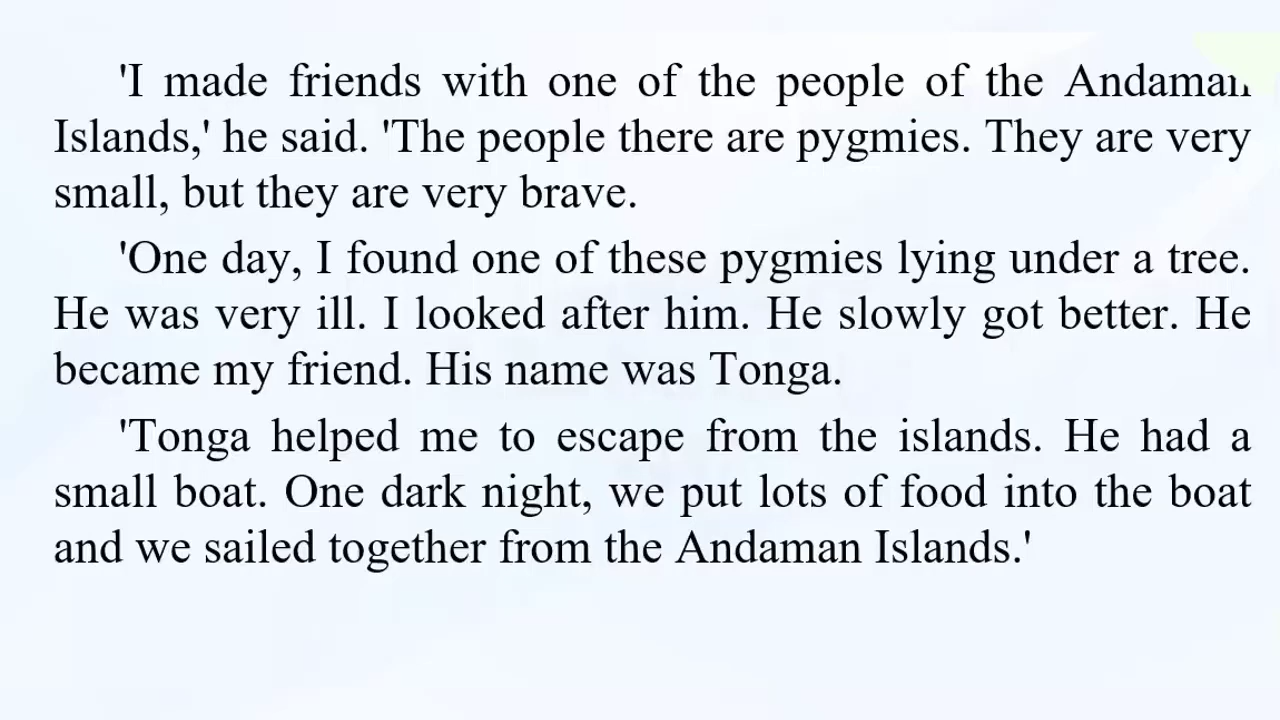 'I made friends with one of the people of the Andaman
Islands,' he said. 'The people there are pygmies. They are very
small, but they are very brave.
'One day, I found one of these pygmies lying under a tree.
He was very ill. I looked after him. He slowly got better. He
became my friend. His name was Tonga.
'Tonga helped me to escape from the islands. He had a
small boat. One dark night, we put lots of food into the boat
and we sailed together from the Andaman Islands.'